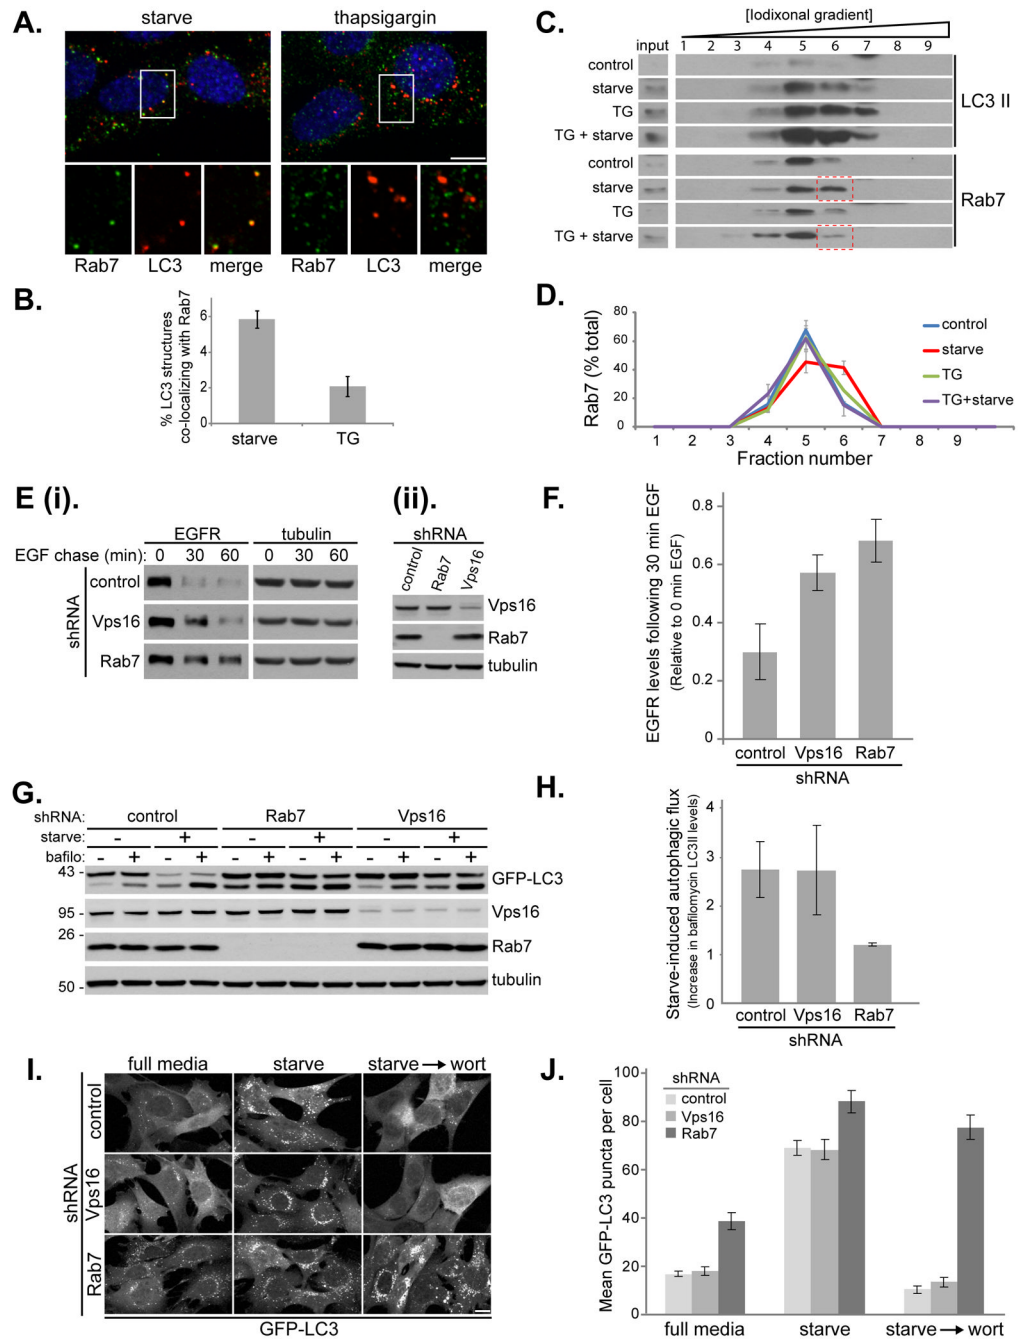 A.
starve
thapsigargin
Rab7
LC3
merge
Rab7
LC3
merge
B.
% LC3 structures
co-localizing with Rab7
6
4
2
0
starve
TG
C.
[Iodixonal gradient]
input 1 2 3 4 5 6 7 8 9
control
starve
TG
TG + starve
LC3 II
control
starve
TG
TG + starve
Rab7
D.
Rab7 (% total)
80
60
40
20
0
1 2 3 4 5 6 7 8 9
Fraction number
control
starve
TG
TG+starve
E (i).
EGFR
tubulin
EGF chase (min): 0 30 60 0 30 60
shRNA
control
Vps16
Rab7
(ii).
shRNA
control
Rab7
Vps16
Vps16
Rab7
tubulin
F.
EGFR levels following 30 min EGF
(Relative to 0 min EGF)
0.8
0.6
0.4
0.2
0
control Vps16 Rab7
shRNA
G.
shRNA: control Rab7 Vps16
starve: - + - + - +
bafilo: - + - + - + - + - + - +
43 -
GFP-LC3
95 -
Vps16
26 -
Rab7
50 -
tubulin
H.
Starve-induced autophagic flux
(Increase in bafilomycin LC3II levels)
4
3
2
1
0
control Vps16 Rab7
shRNA
I.
full media
starve
starve → wort
shRNA
control
Vps16
Rab7
GFP-LC3
J.
Mean GFP-LC3 puncta per cell
100
80
60
40
20
0
shRNA
control
Vps16
Rab7
full media
starve
starve → wort